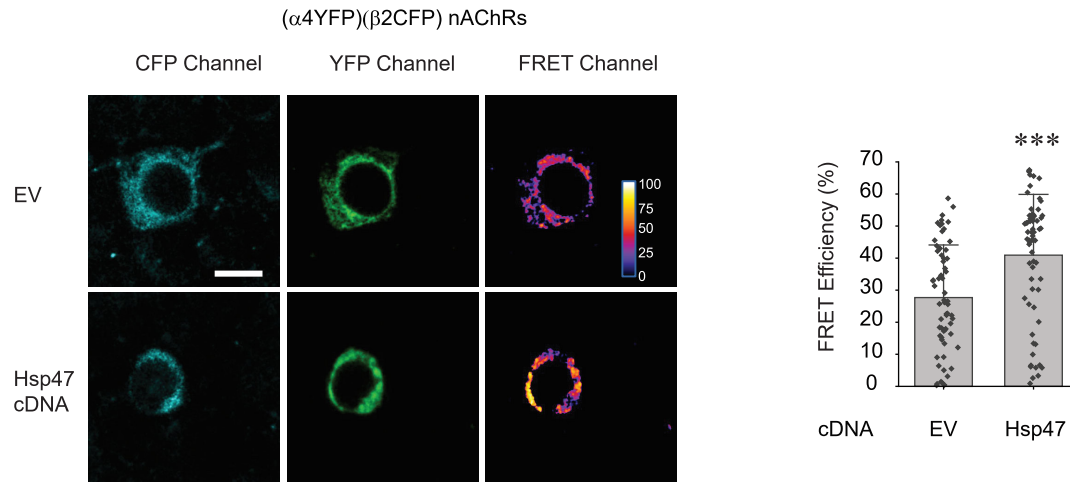 (α4YFP)(β2CFP) nAChRs
CFP Channel YFP Channel FRET Channel
EV
100
75
50
25
0
Hsp47
cDNA
***
FRET Efficiency (%)
70
60
50
40
30
20
10
0
cDNA EV Hsp47